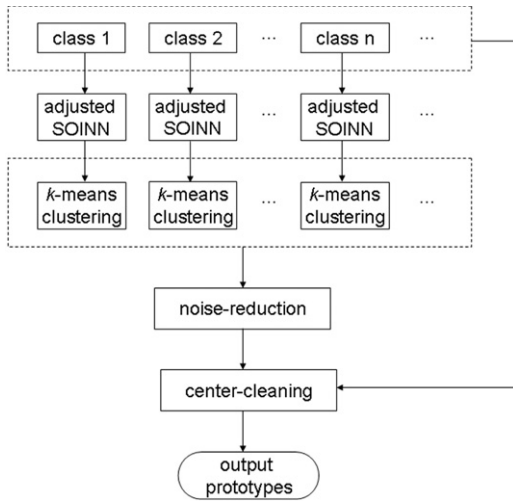 class 1 class 2 ... class n ...
adjusted adjusted ... adjusted ...
SOINN SOINN SOINN
k-means k-means ... k-means ...
clustering clustering clustering
noise-reduction
center-cleaning
output
prototypes